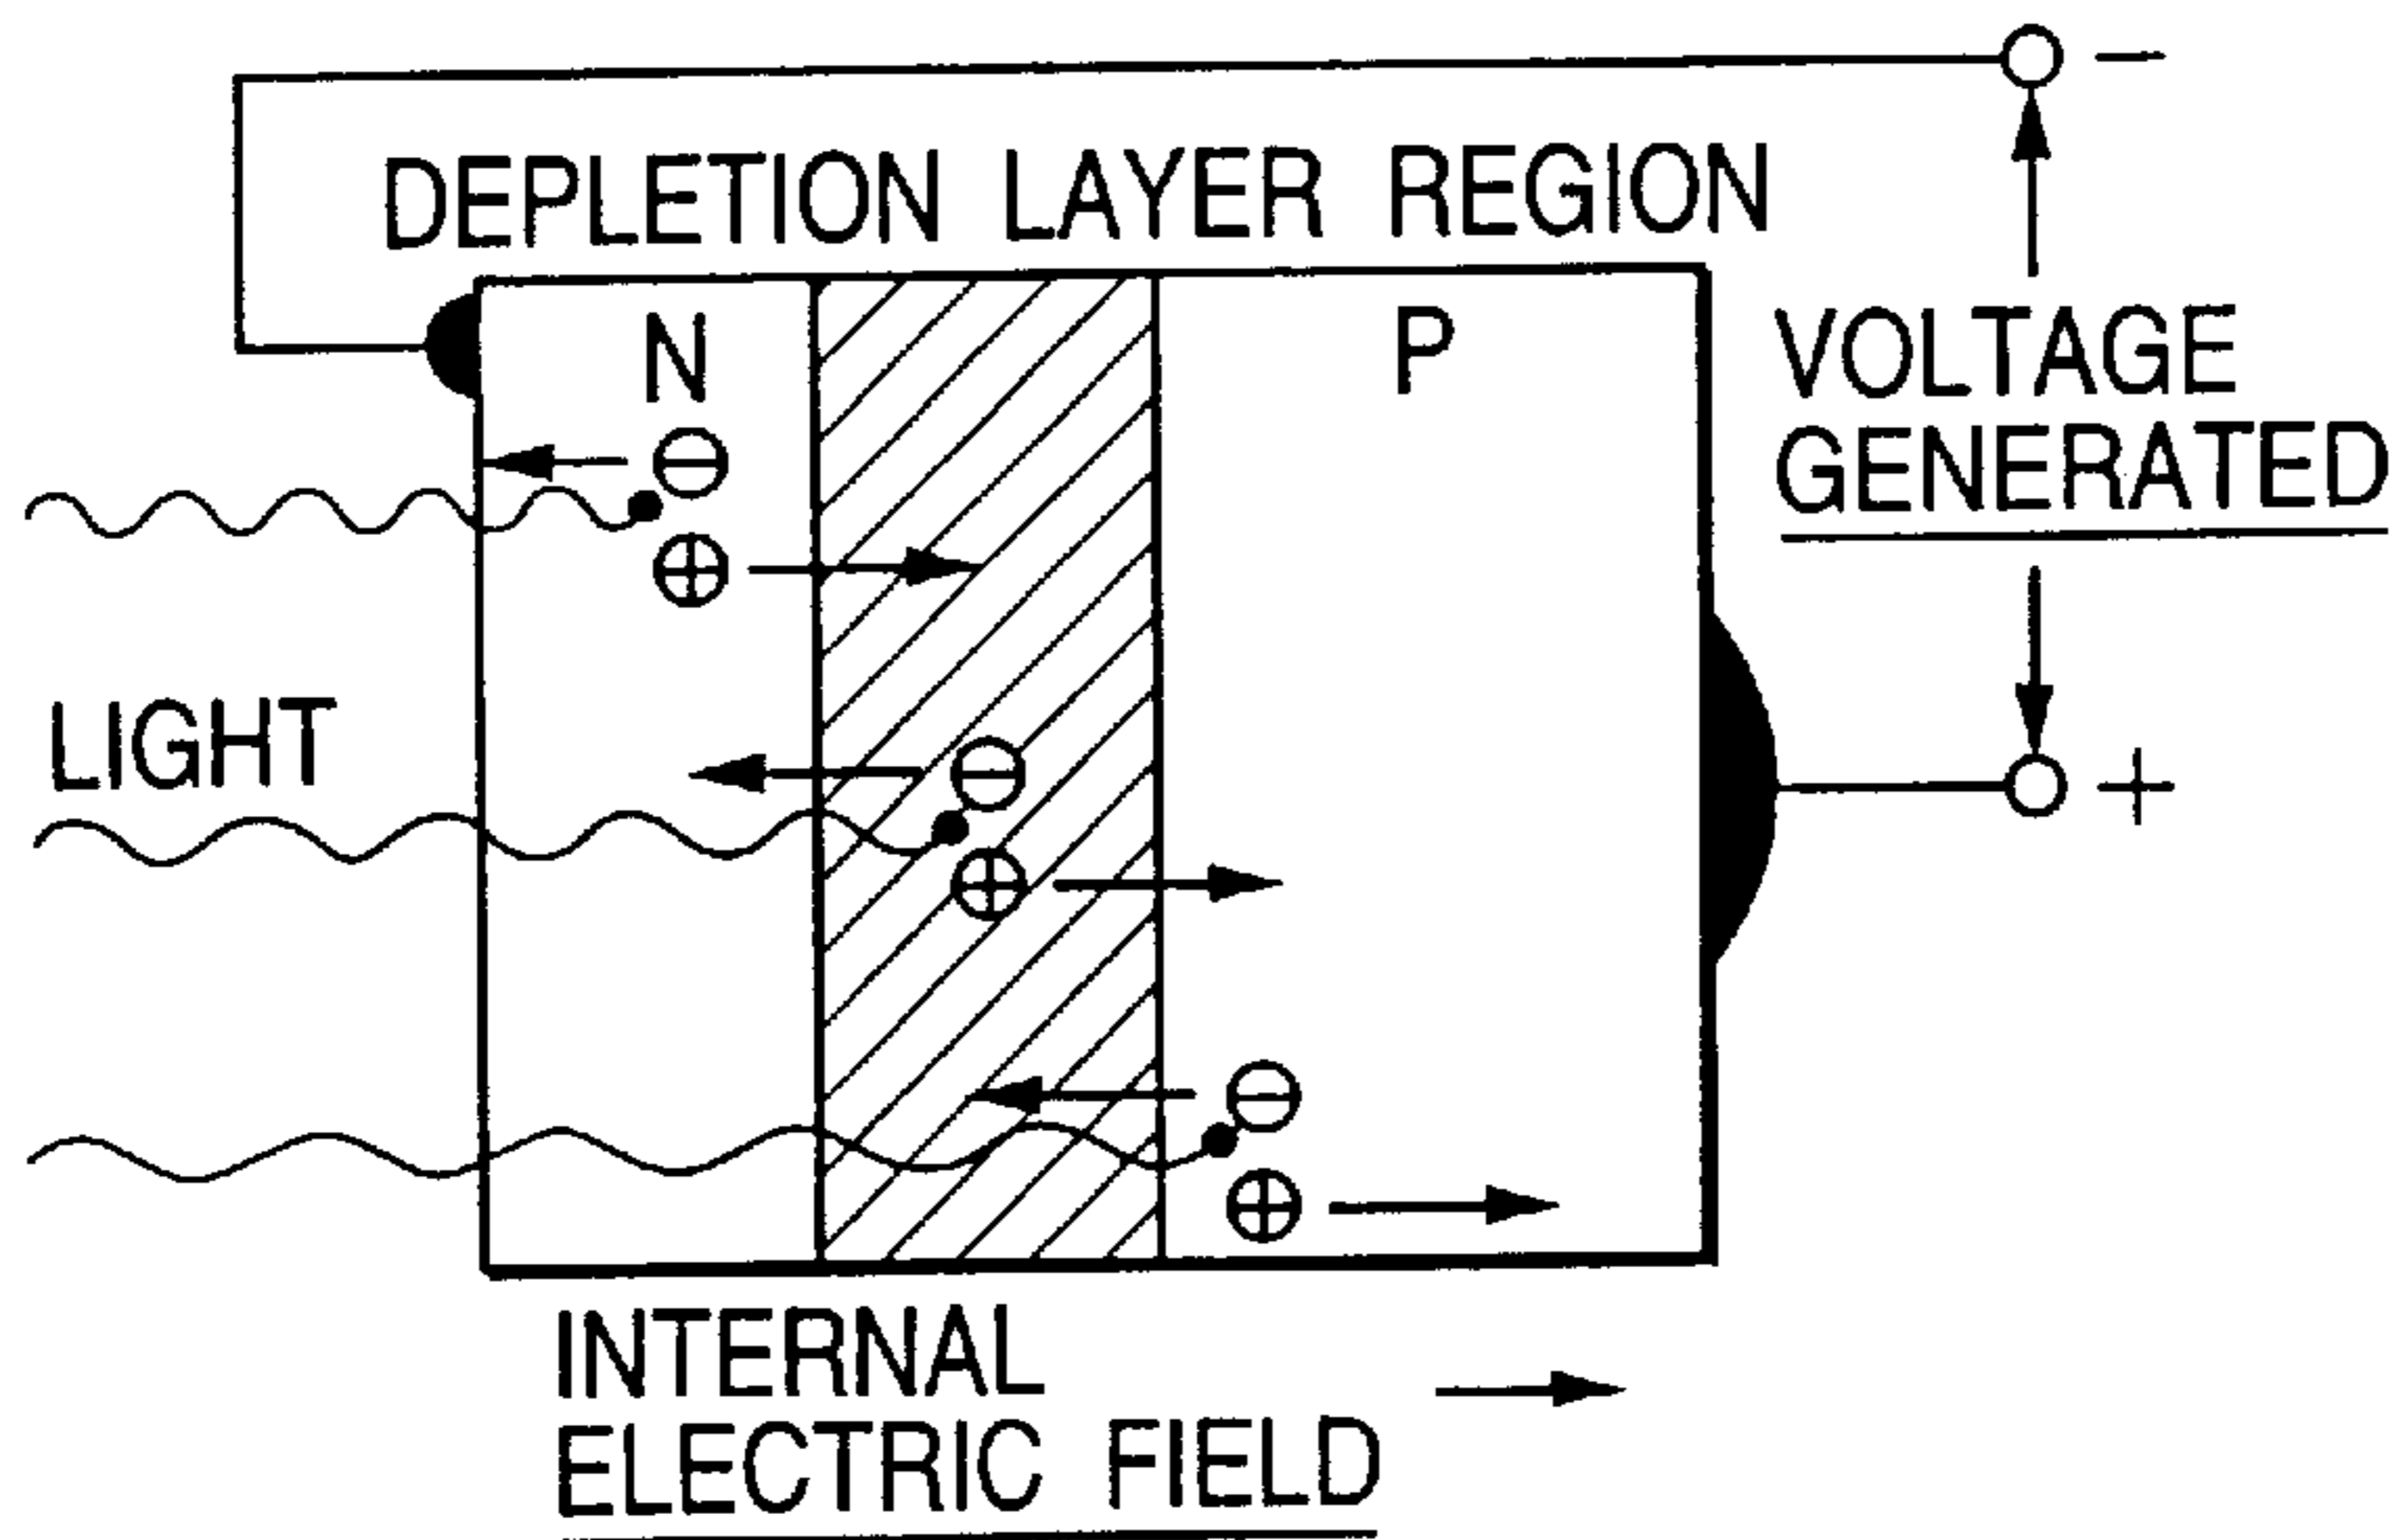 −
DEPLETION LAYER REGION
N
P
VOLTAGE
GENERATED
LIGHT
+
INTERNAL
ELECTRIC FIELD